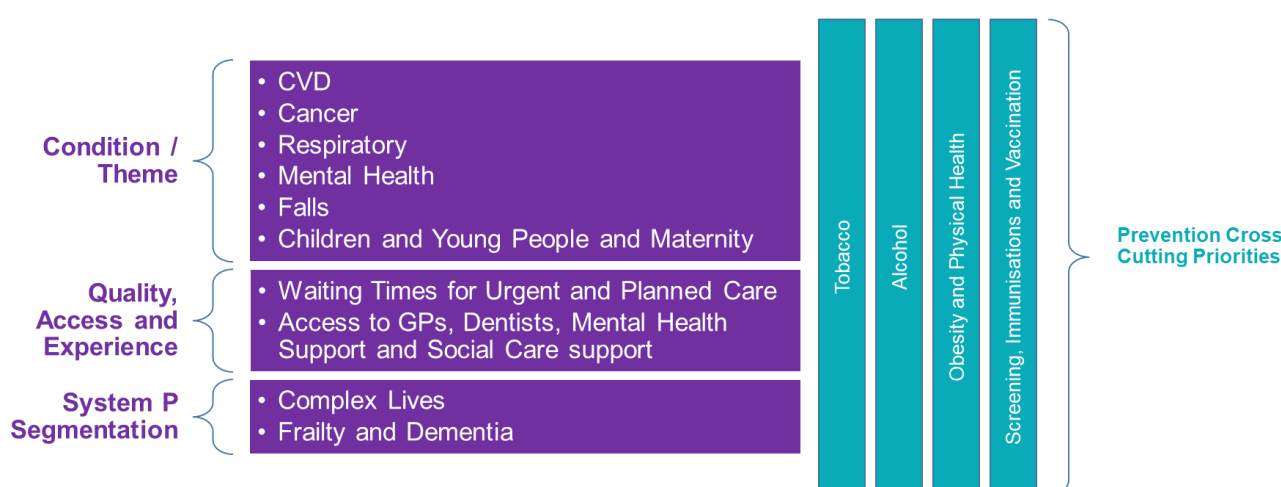 Condition /
Theme
• CVD
• Cancer
• Respiratory
• Mental Health
• Falls
• Children and Young People and Maternity
Quality,
Access and
Experience
• Waiting Times for Urgent and Planned Care
• Access to GPs, Dentists, Mental Health
Support and Social Care support
System P
Segmentation
• Complex Lives
• Frailty and Dementia
Tobacco
Alcohol
Obesity and Physical Health
Screening, Immunisations and Vaccination
Prevention Cross
Cutting Priorities